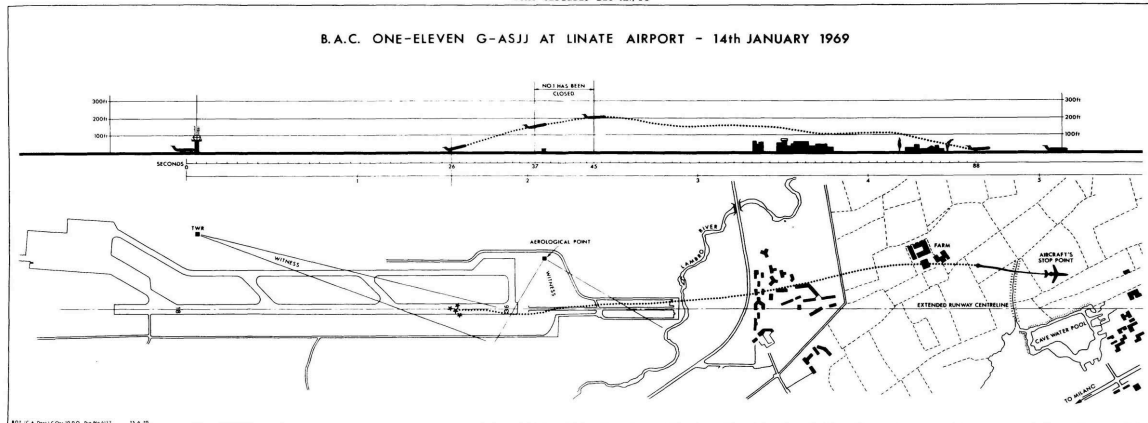 B.A.C. ONE-ELEVEN G-ASJJ AT LINATE AIRPORT - 14th JANUARY 1969
NO.1 HAS BEEN
CLOSED
300ft
200ft
100ft
300ft
200ft
100ft
SECONDS
0
26
37
45
88
1
2
3
4
5
TWR
WITNESS
AEROLOGICAL POINT
WITNESS
LAMBRO RIVER
FARM
AIRCRAFT'S
STOP POINT
EXTENDED RUNWAY CENTRELINE
CAVE WATER POOL
TO MILANO